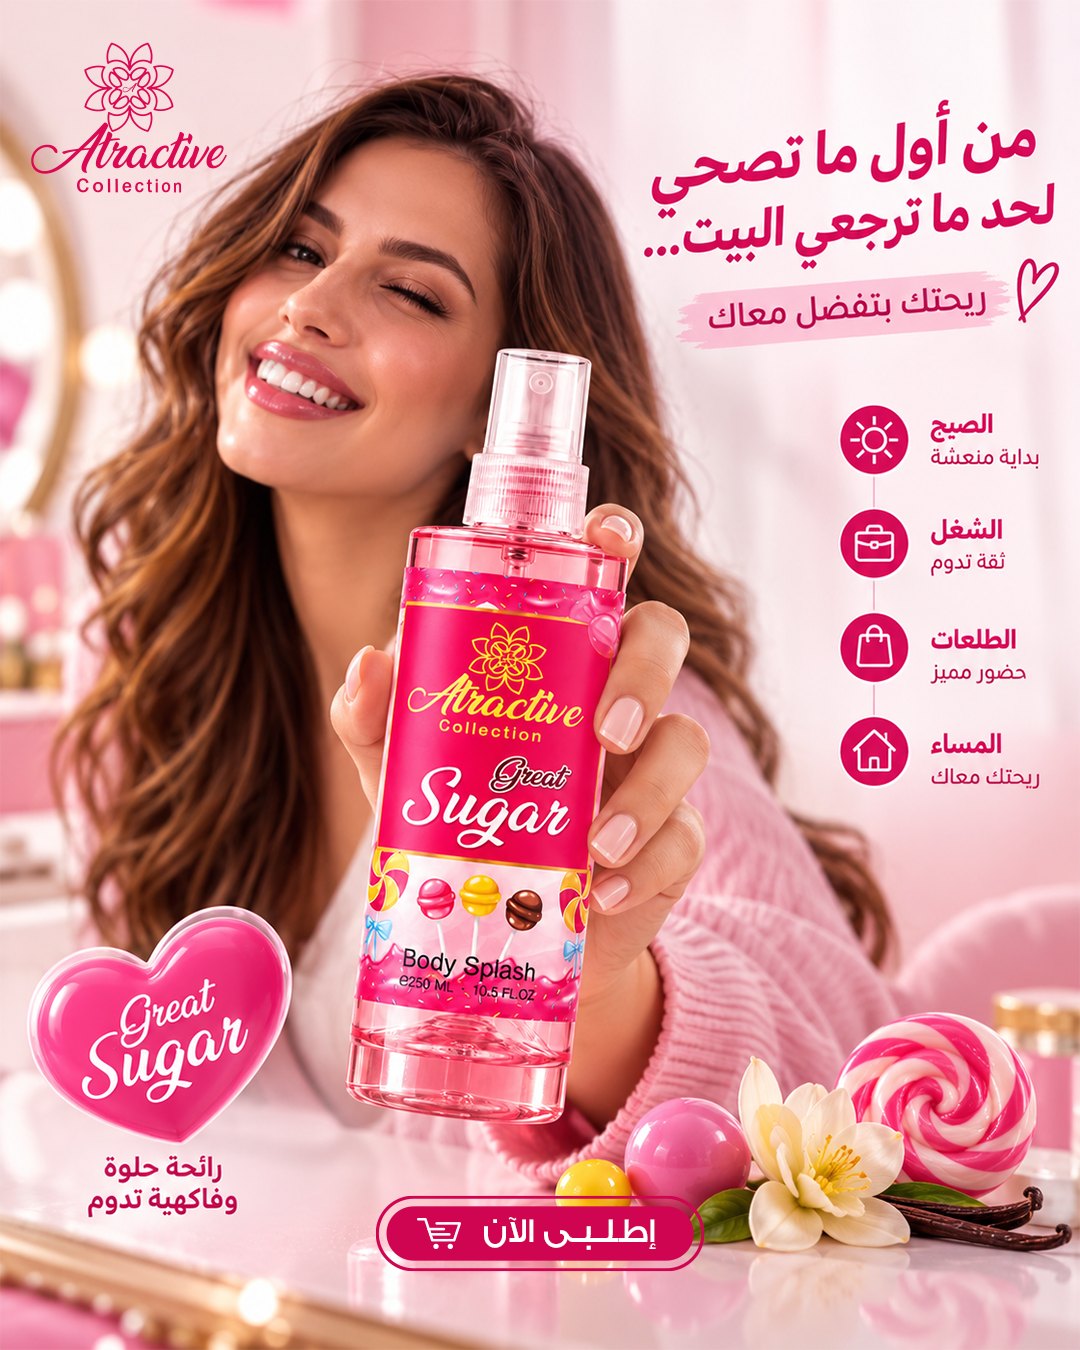 Atractive
Collection
من أول ما تصحي
لحد ما ترجعي البيت...
ريحتك بتفضل معاك
الصيج
بداية منعشة
الشغل
ثقة تدوم
الطلعات
حضور مميز
المساء
ريحتك معاك
Atractive
Collection
Great
Sugar
Body Splash
e250 ML - 10.5 FL.OZ
Great
Sugar
رائحة حلوة
وفاكهية تدوم
إطلبى الآن